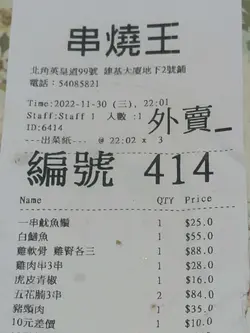 串燒王
北角英皇道99號 雄基大廈地下2號鋪
電話：54085821
Time:2022-11-30 (三), 22:01
Staff:Staff 1 人數 :1
ID:6414
外賣_
---出菜紙--- @ 22:02 x 3
編號 414
Name QTY Price
一串魷魚鬚 1 $25.0
白鱔魚 1 $55.0
雞軟骨 雞腎各三 1 $88.0
雞肉串3串 1 $28.0
虎皮青椒 1 $16.0
五花腩3串 2 $84.0
豬頸肉 1 $35.0
10元差價 1 $10.0